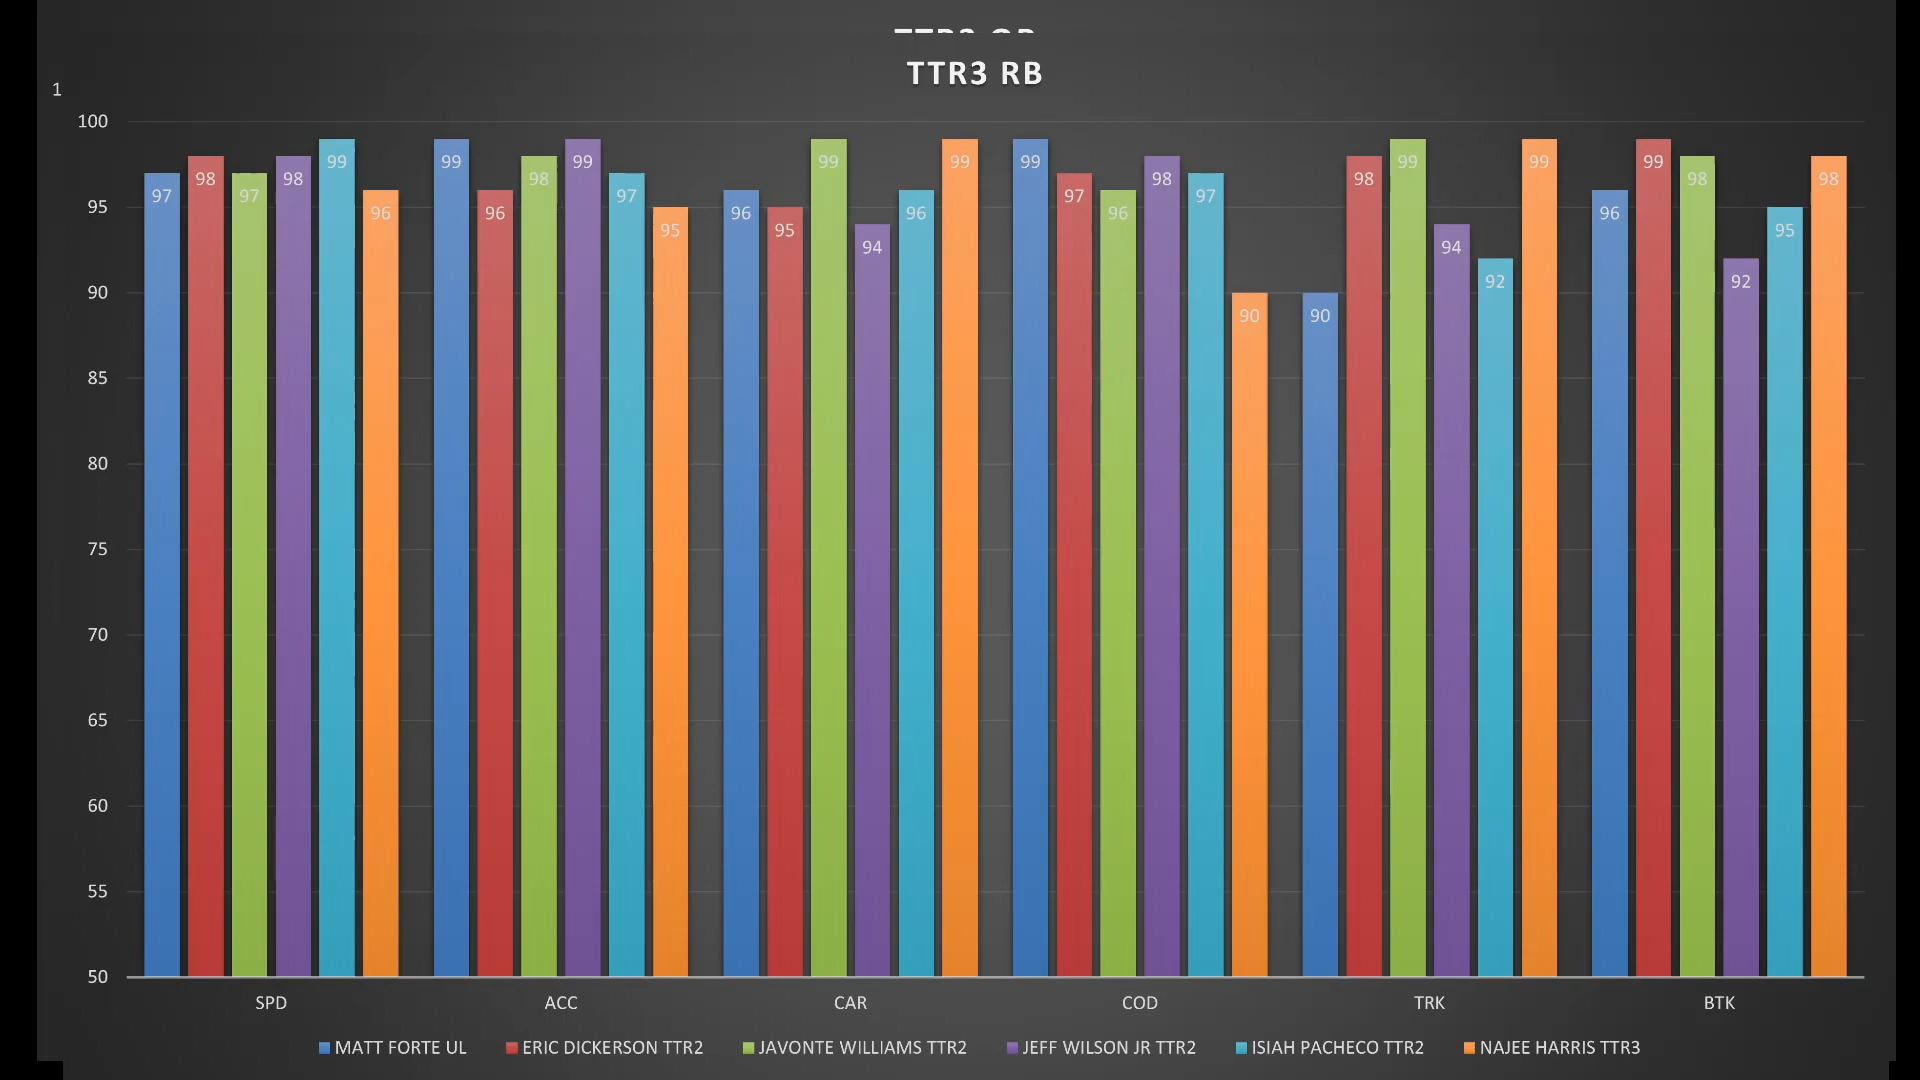 TTR3 RB
1
100
95
90
85
80
75
70
65
60
55
50
97 98 97 98 99 96
99 96 98 99 97 95
96 95 99 94 96 99
99 97 96 98 97 90
90 98 99 94 92 99
96 99 98 92 95 98
SPD ACC CAR COD TRK BTK
MATT FORTE UL ERIC DICKERSON TTR2 JAVONTE WILLIAMS TTR2 JEFF WILSON JR TTR2 ISIAH PACHECO TTR2 NAJEE HARRIS TTR3